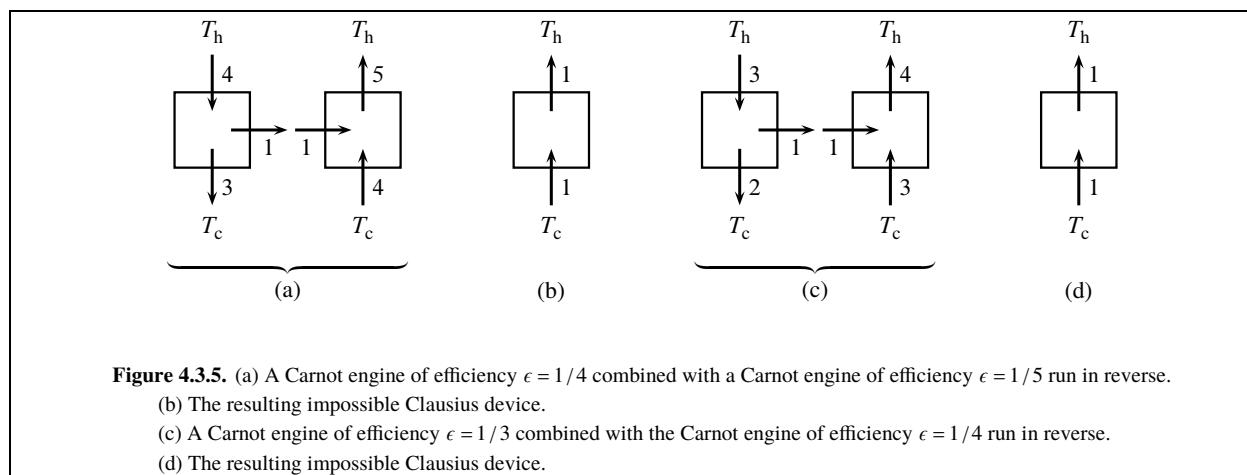 T_h T_h T_h T_h T_h T_h
4 5 1 3 4 1
1 1 1 1
3 4 1 2 3 1
T_c T_c T_c T_c T_c T_c
(a) (b) (c) (d)
Figure 4.3.5. (a) A Carnot engine of efficiency ϵ = 1/4 combined with a Carnot engine of efficiency ϵ = 1/5 run in reverse.
(b) The resulting impossible Clausius device.
(c) A Carnot engine of efficiency ϵ = 1/3 combined with the Carnot engine of efficiency ϵ = 1/4 run in reverse.
(d) The resulting impossible Clausius device.